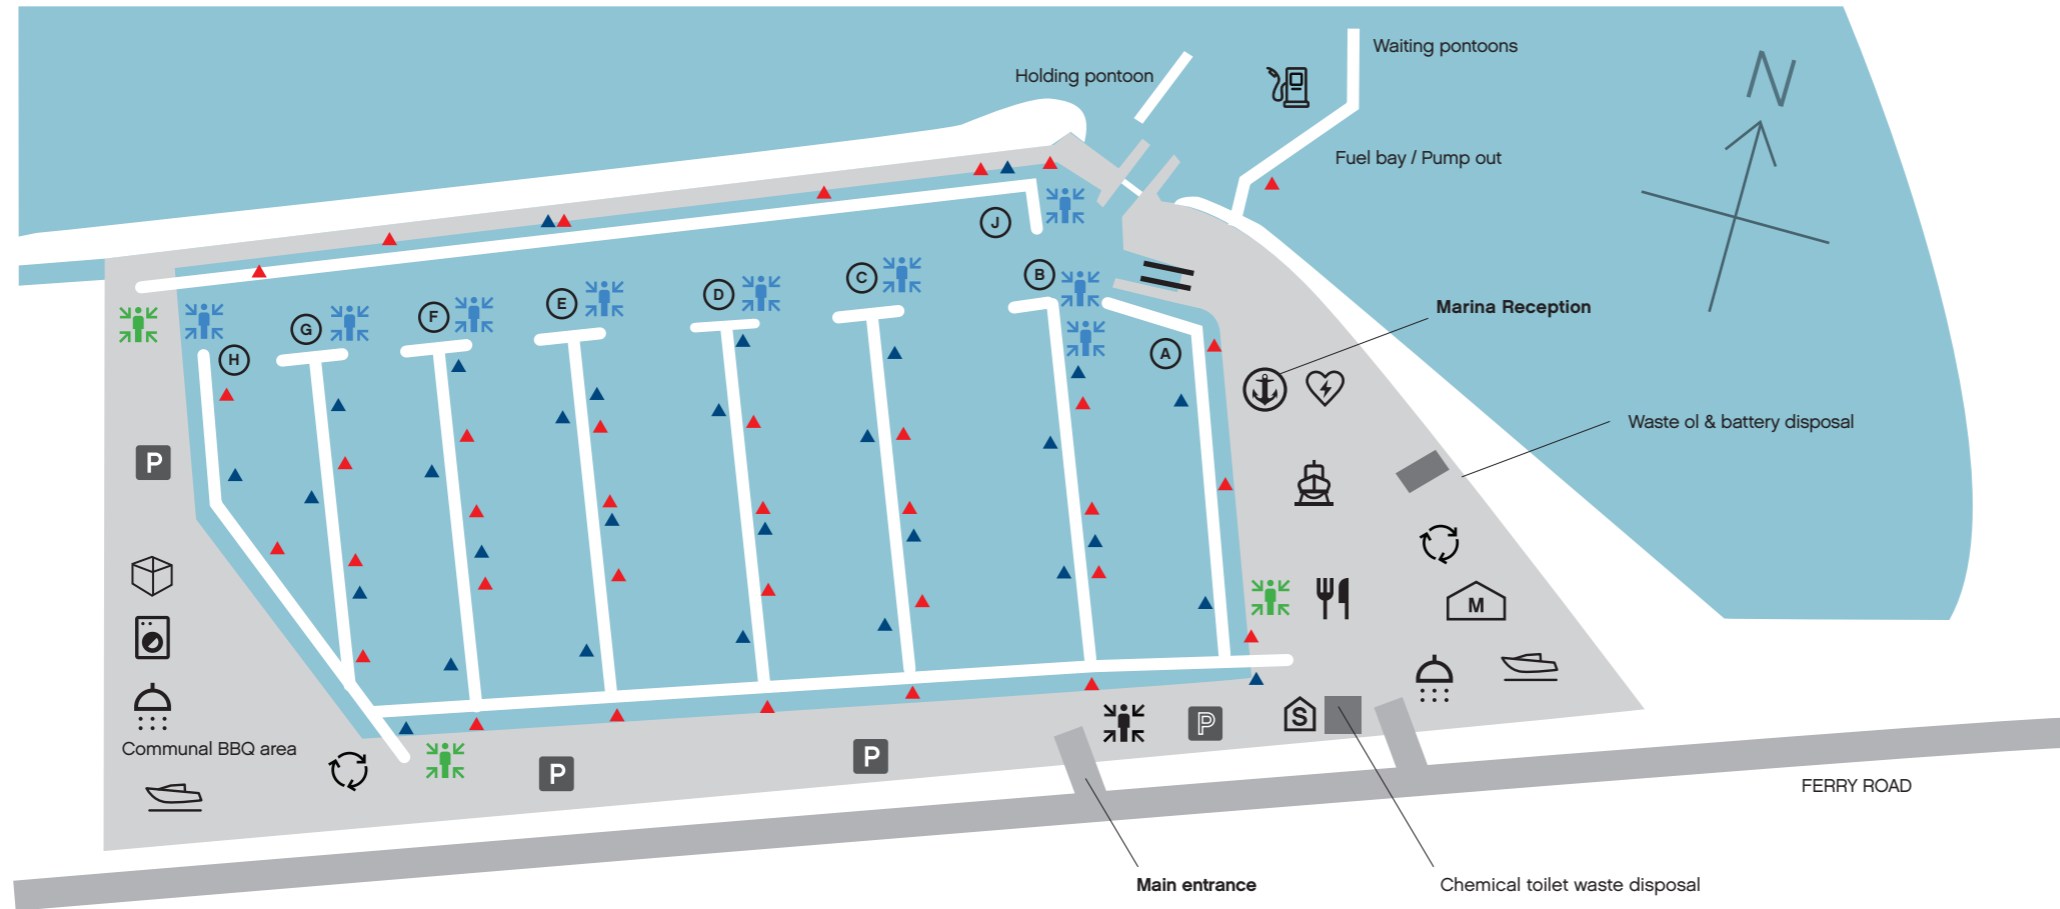 Waiting pontoons
N
Holding pontoon
Fuel bay / Pump out
J
B
C
D
E
F
G
H
A
Marina Reception
Waste ol & battery disposal
P
M
Communal BBQ area
S
P
P
P
FERRY ROAD
Main entrance
Chemical toilet waste disposal